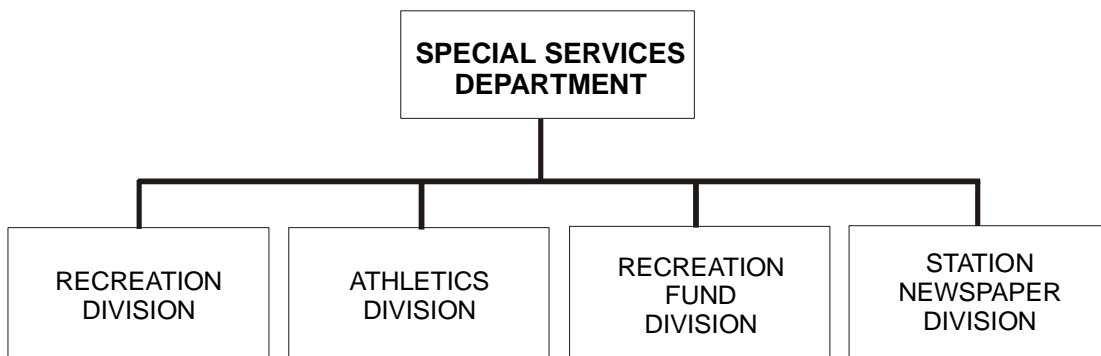 SPECIAL SERVICES
DEPARTMENT
RECREATION
DIVISION
ATHLETICS
DIVISION
RECREATION
FUND
DIVISION
STATION
NEWSPAPER
DIVISION